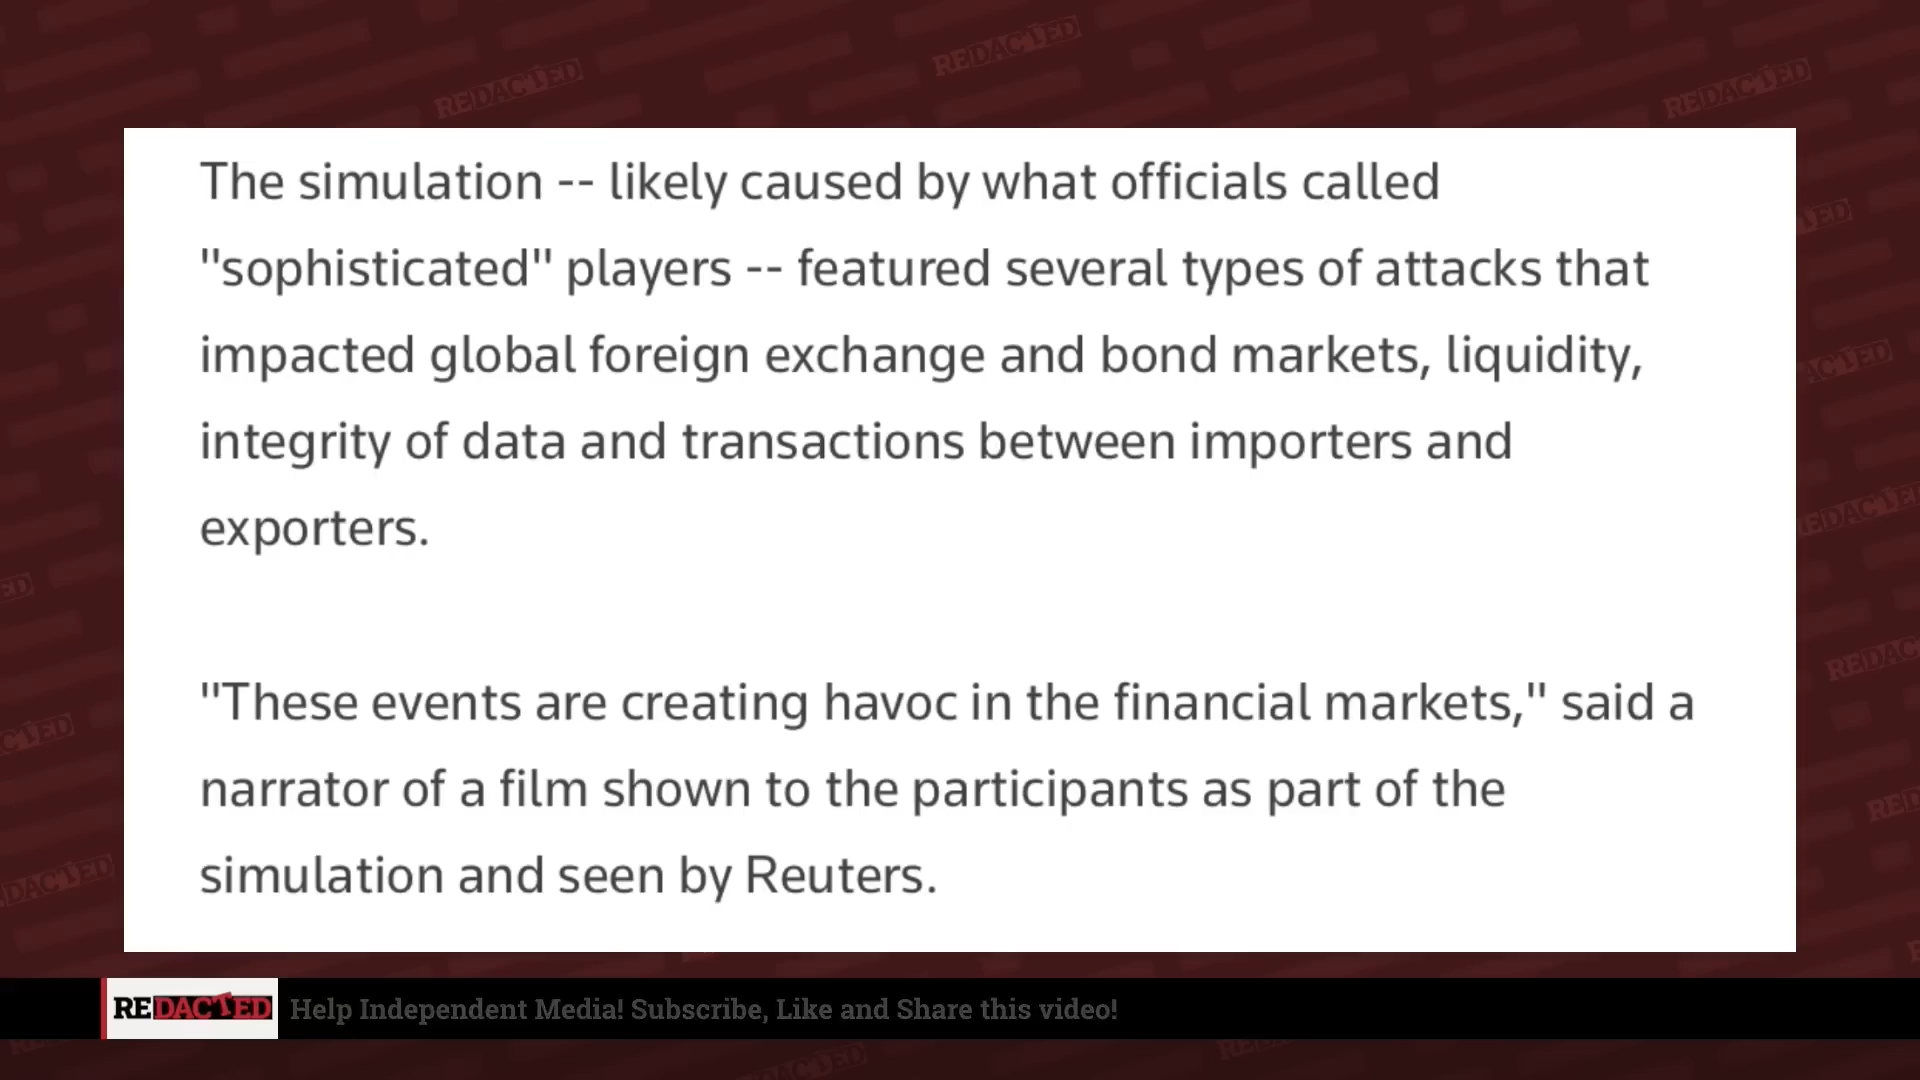 REDACTED
REDACTED
REDACTED
The simulation -- likely caused by what officials called
"sophisticated" players -- featured several types of attacks that
impacted global foreign exchange and bond markets, liquidity,
integrity of data and transactions between importers and
exporters.
"These events are creating havoc in the financial markets," said a
narrator of a film shown to the participants as part of the
simulation and seen by Reuters.
REDACTED Help Independent Media! Subscribe, Like and Share this video!